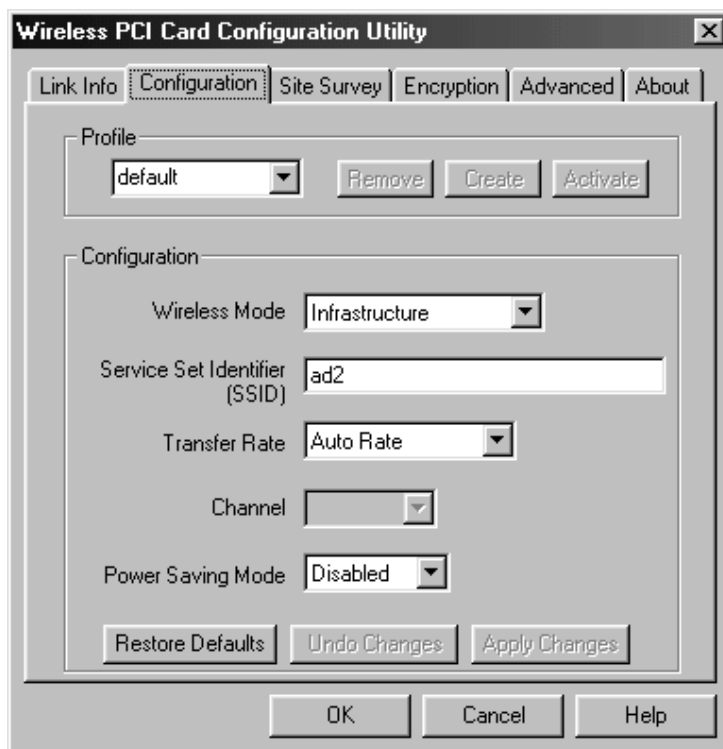 Wireless PCI Card Configuration Utility
Link Info Configuration Site Survey Encryption Advanced About
Profile
default Remove Create Activate
Configuration
Wireless Mode Infrastructure
Service Set Identifier
(SSID) ad2
Transfer Rate Auto Rate
Channel
Power Saving Mode Disabled
Restore Defaults Undo Changes Apply Changes
OK Cancel Help